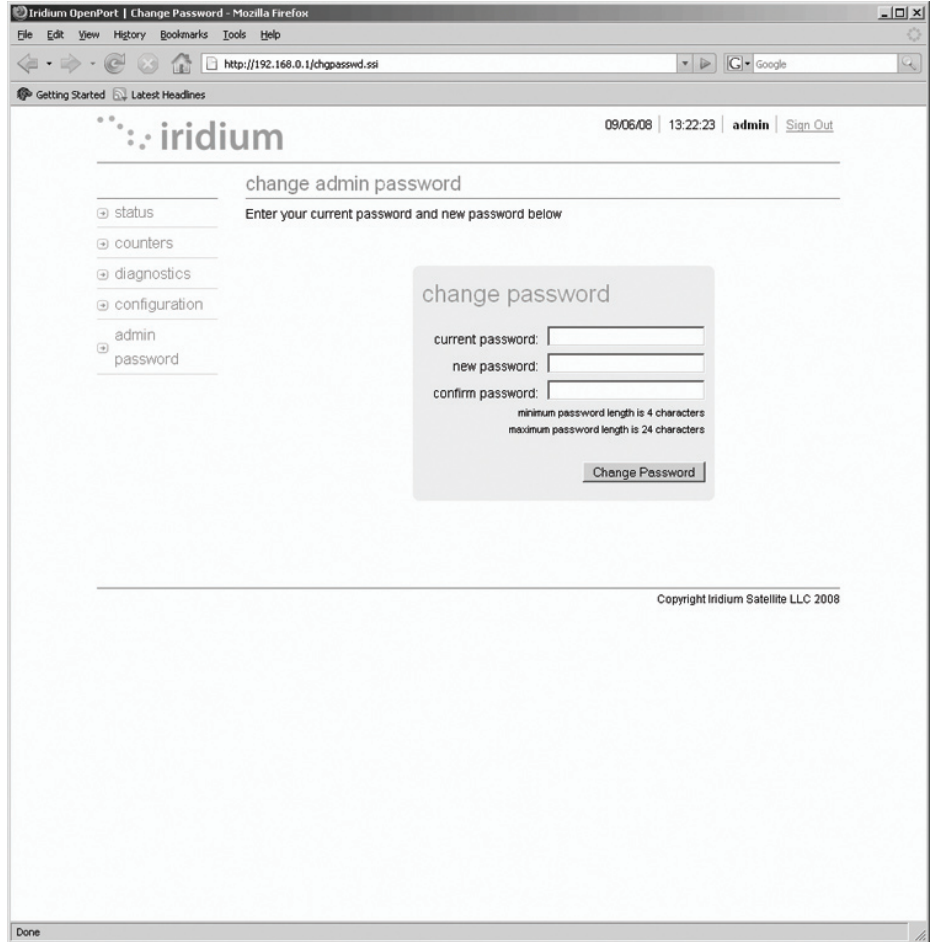 Iridium OpenPort | Change Password - Mozilla Firefox
File Edit View History Bookmarks Tools Help
http://192.168.0.1/chgpasswd.ssi
Google
Getting Started Latest Headlines
iridium
09/06/08 | 13:22:23 | admin | Sign Out
change admin password
Enter your current password and new password below
status
counters
diagnostics
configuration
admin
password
change password
current password:
new password:
confirm password:
minimum password length is 4 characters
maximum password length is 24 characters
Change Password
Copyright Iridium Satellite LLC 2008
Done